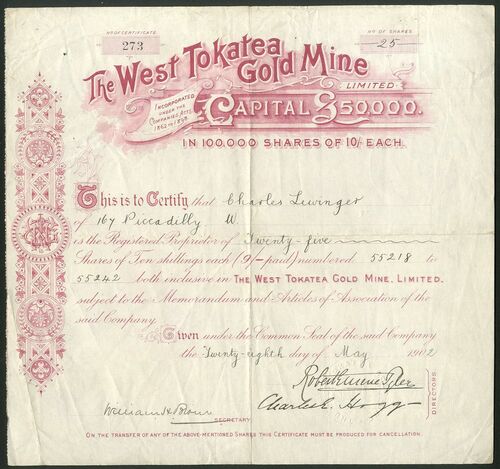 No OF CERTIFICATE
273
No OF SHARES
25
The West Tokatea
Gold Mine
LIMITED.
INCORPORATED
UNDER THE
COMPANIES ACTS,
1862 TO 1898.
CAPITAL £50,000.
IN 100,000 SHARES OF 10/- EACH.
This is to Certify that Charles Lewinger
of 167 Piccadilly W.
is the Registered Proprietor of Twenty-five
Shares of Ten shillings each (9/- paid) numbered 55218 to
55242 both inclusive in THE WEST TOKATEA GOLD MINE, LIMITED,
subject to the Memorandum and Articles of Association of the
said Company.
Given under the Common Seal of the said Company
the Twenty-eighth day of May 1902
Charles E. Hogg
DIRECTORS
SECRETARY
ON THE TRANSFER OF ANY OF THE ABOVE-MENTIONED SHARES THIS CERTIFICATE MUST BE PRODUCED FOR CANCELLATION.